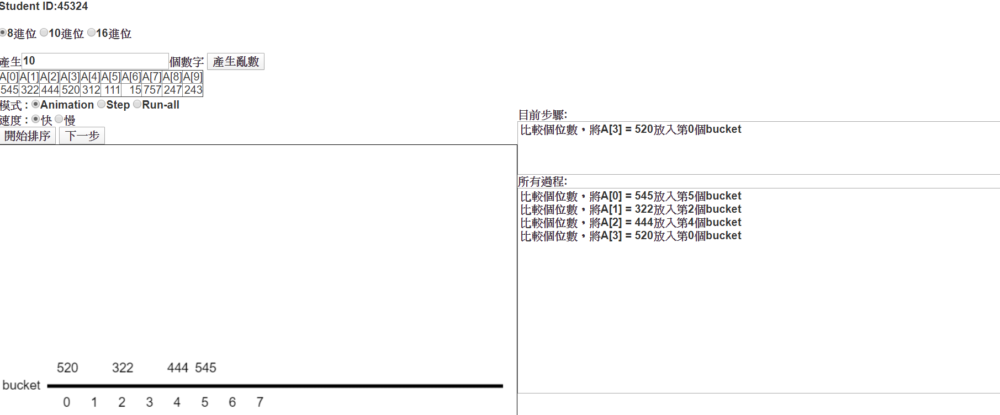 Student ID:45324
8進位 10進位 16進位
產生10個數字 產生亂數
A[0] A[1] A[2] A[3] A[4] A[5] A[6] A[7] A[8] A[9]
545 322 444 520 312 111 15 757 247 243
模式 : Animation Step Run-all
速度 : 快 慢
開始排序 下一步
目前步驟:
比較個位數，將A[3] = 520放入第0個bucket
所有過程:
比較個位數，將A[0] = 545放入第5個bucket
比較個位數，將A[1] = 322放入第2個bucket
比較個位數，將A[2] = 444放入第4個bucket
比較個位數，將A[3] = 520放入第0個bucket
520 322 444 545
bucket
0 1 2 3 4 5 6 7